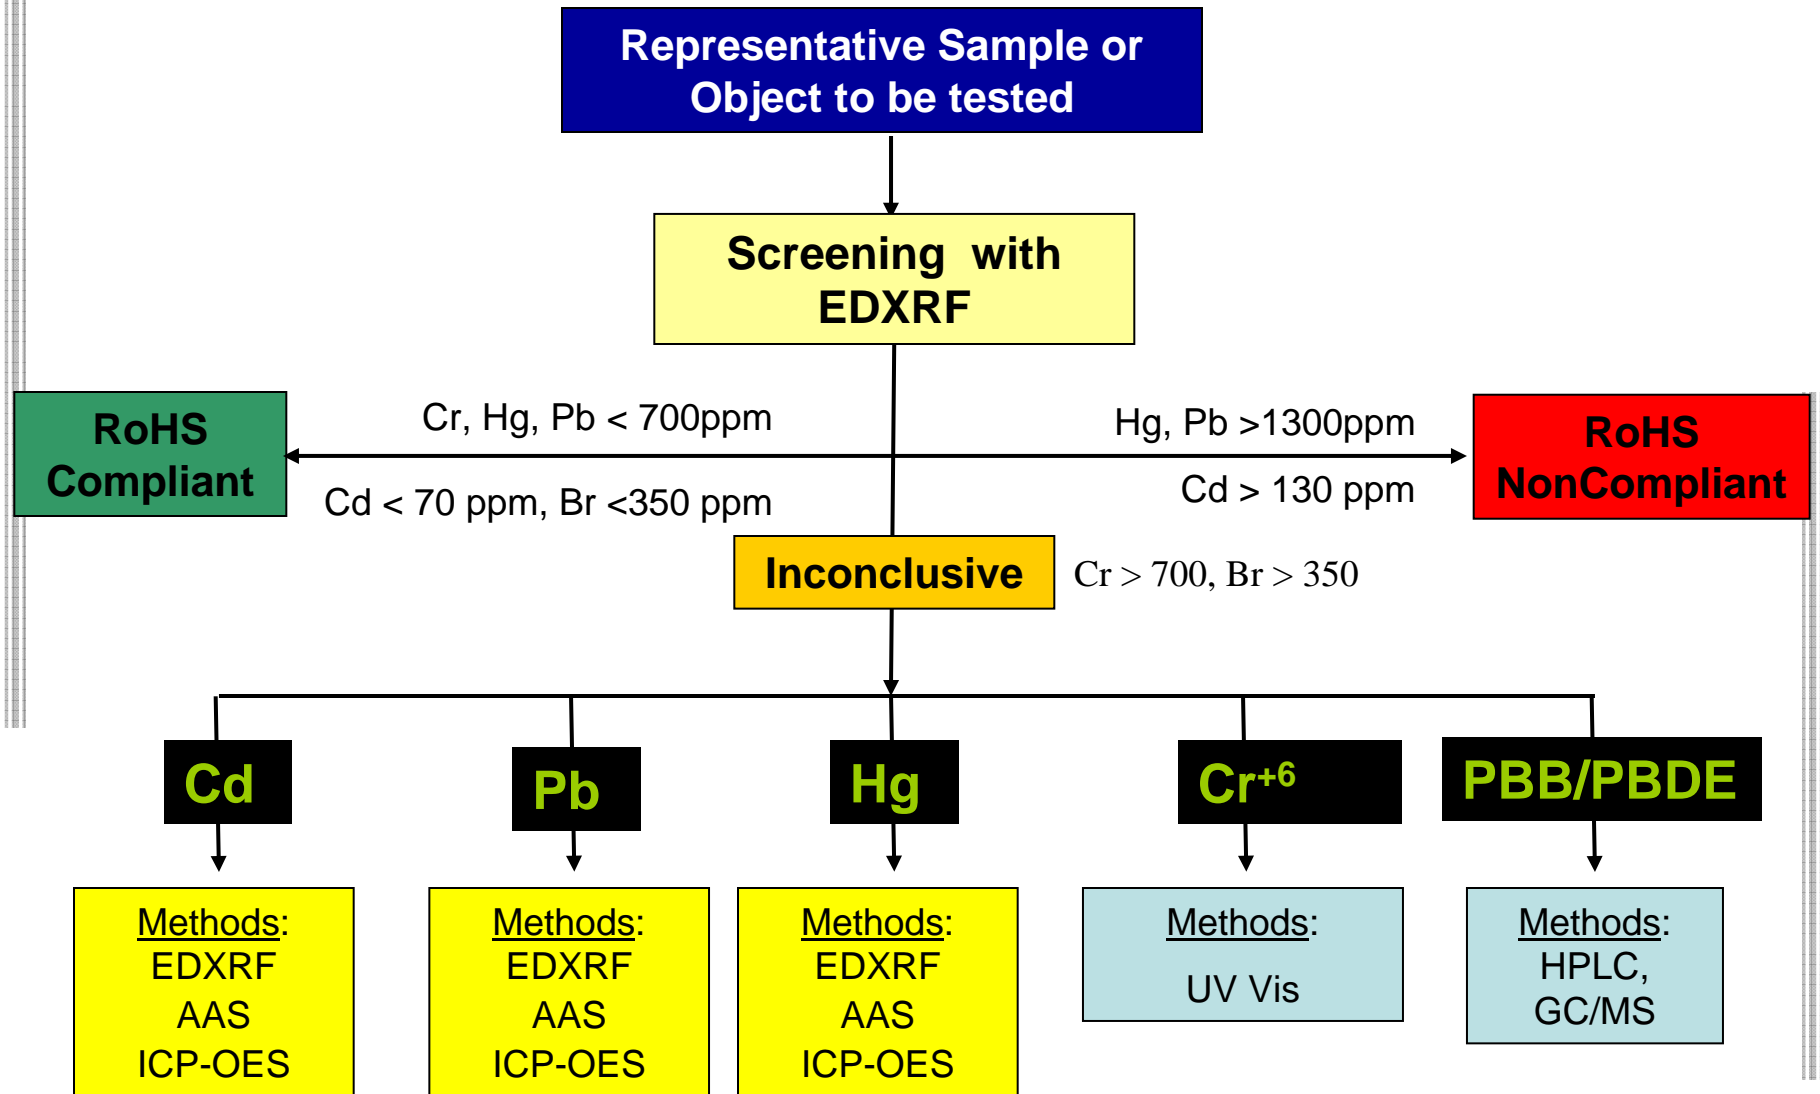 Representative Sample or
Object to be tested
Screening with
EDXRF
RoHS
Compliant
Cr, Hg, Pb < 700ppm
Cd < 70 ppm, Br <350 ppm
Hg, Pb >1300ppm
Cd > 130 ppm
RoHS
NonCompliant
Inconclusive
Cr > 700, Br > 350
Cd
Pb
Hg
Cr+6
PBB/PBDE
Methods:
EDXRF
AAS
ICP-OES
Methods:
EDXRF
AAS
ICP-OES
Methods:
EDXRF
AAS
ICP-OES
Methods:
UV Vis
Methods:
HPLC,
GC/MS